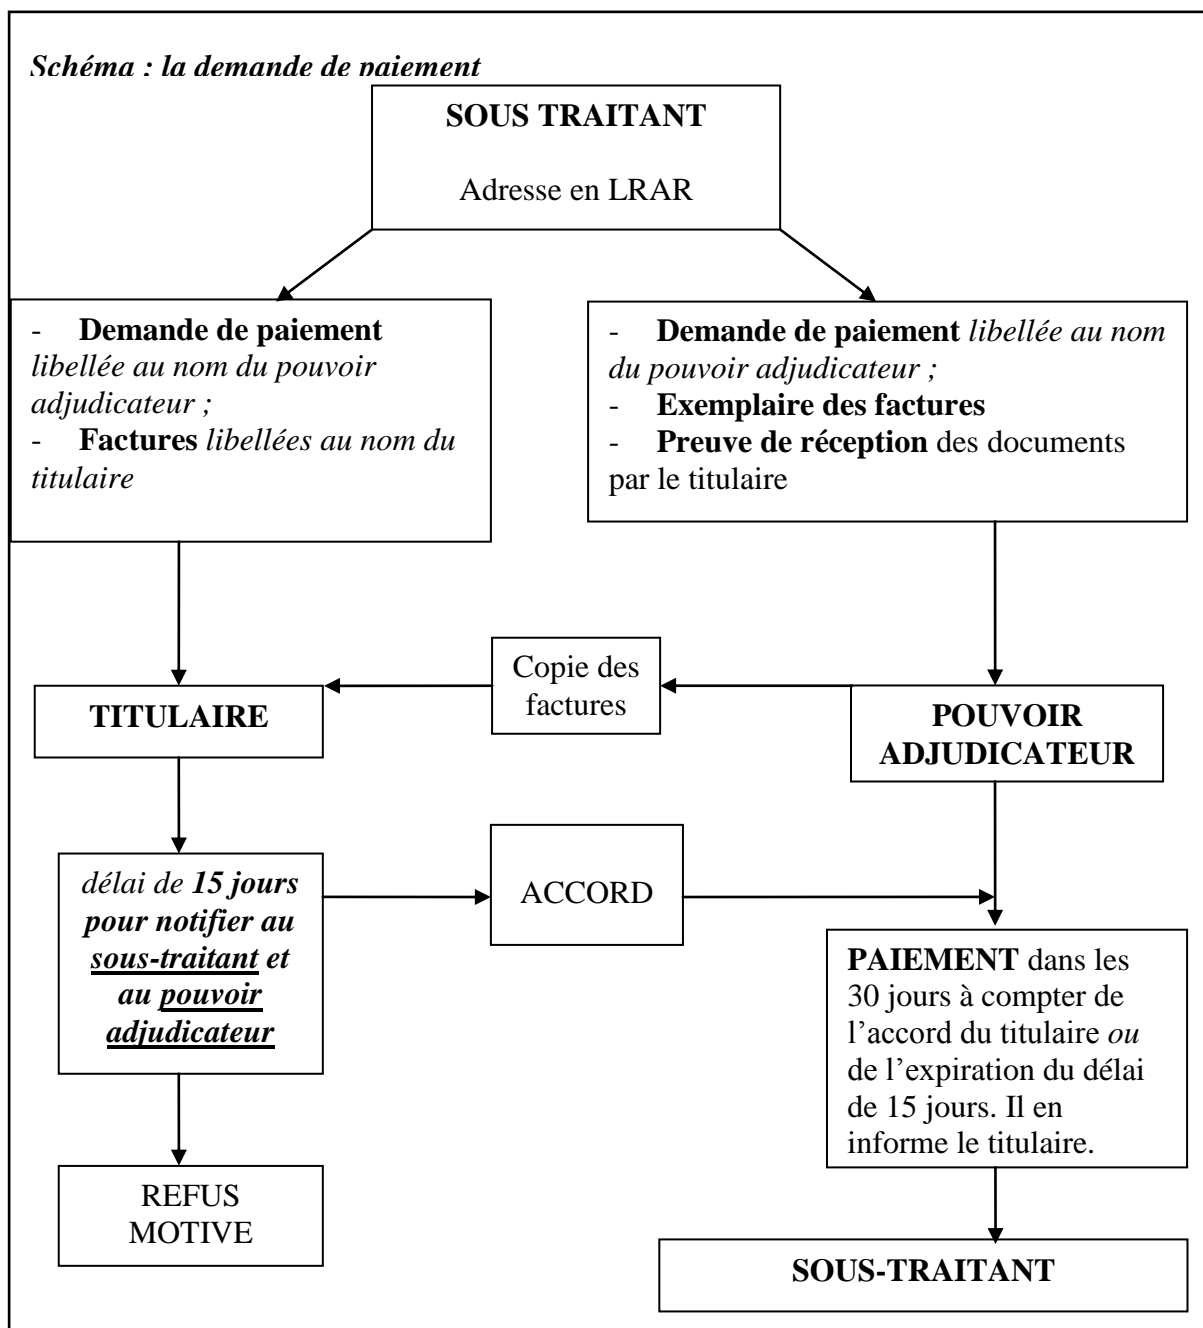 Schéma : la demande de paiement
SOUS TRAITANT
Adresse en LRAR
- Demande de paiement
libellée au nom du pouvoir
adjudicateur ;
- Factures libellées au nom du
titulaire
- Demande de paiement libellée au nom
du pouvoir adjudicateur ;
- Exemplaire des factures
- Preuve de réception des documents
par le titulaire
Copie des
factures
TITULAIRE
POUVOIR
ADJUDICATEUR
délai de 15 jours
pour notifier au
sous-traitant et
au pouvoir
adjudicateur
ACCORD
PAIEMENT dans les
30 jours à compter de
l’accord du titulaire ou
de l’expiration du délai
de 15 jours. Il en
informe le titulaire.
REFUS
MOTIVE
SOUS-TRAITANT